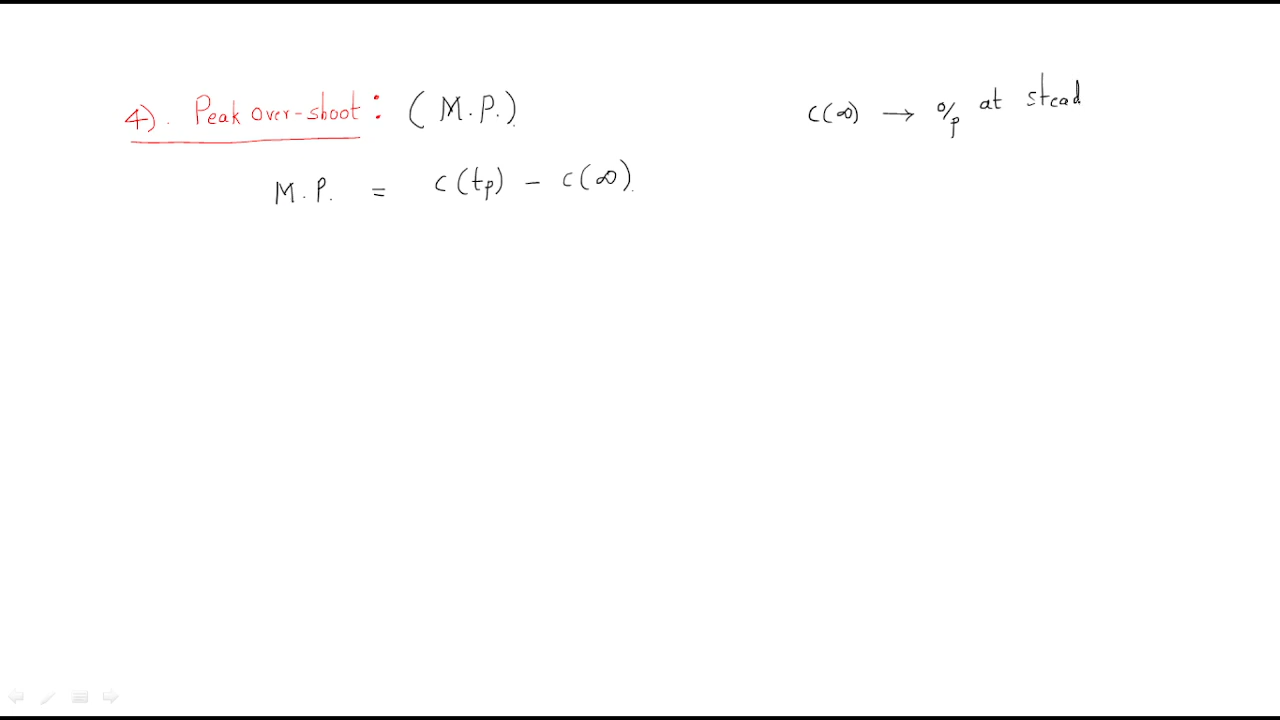 4). Peak over-shoot : (M.P.)
C(∞) → o/p at stead
M.P. = c(tp) - c(∞).